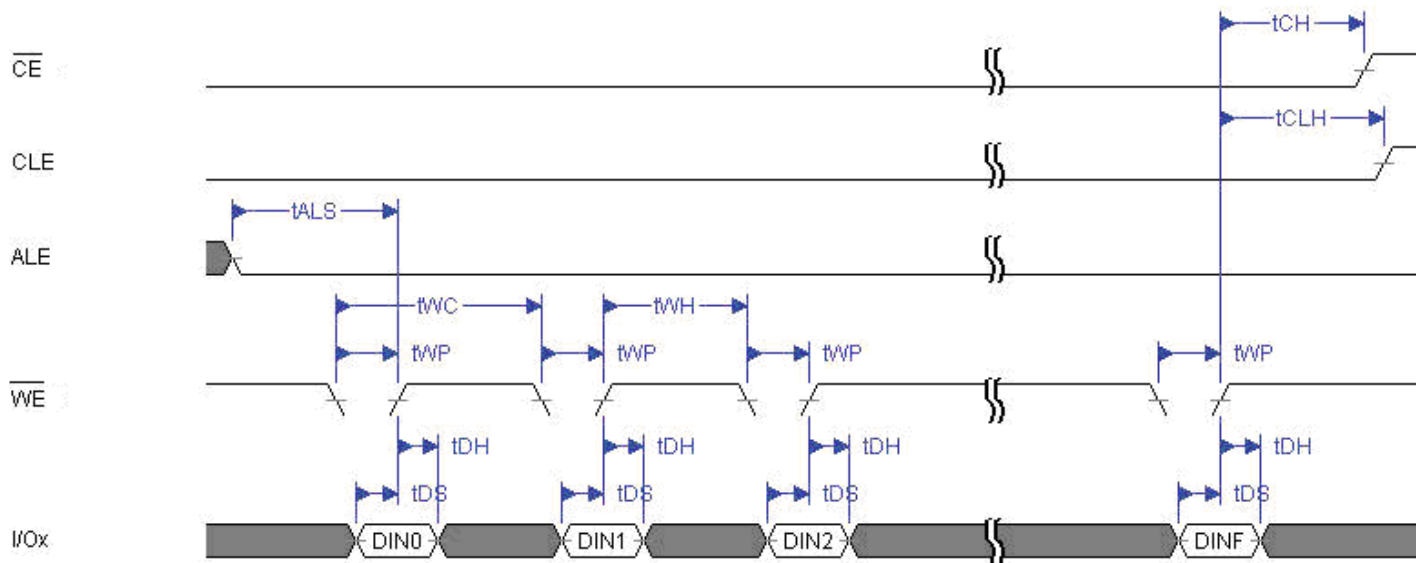 tCH
CE
tCLH
CLE
tALS
ALE
tWC tWH
tWP tWP tWP tWP
WE
tDH tDH tDH tDH
tDS tDS tDS tDS
I/Ox DIN0 DIN1 DIN2 DINF